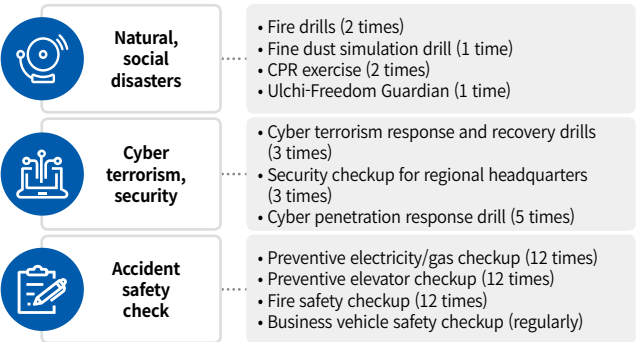 Natural,
social
disasters
• Fire drills (2 times)
• Fine dust simulation drill (1 time)
• CPR exercise (2 times)
• Ulchi-Freedom Guardian (1 time)
Cyber
terrorism,
security
• Cyber terrorism response and recovery drills
(3 times)
• Security checkup for regional headquarters
(3 times)
• Cyber penetration response drill (5 times)
Accident
safety
check
• Preventive electricity/gas checkup (12 times)
• Preventive elevator checkup (12 times)
• Fire safety checkup (12 times)
• Business vehicle safety checkup (regularly)